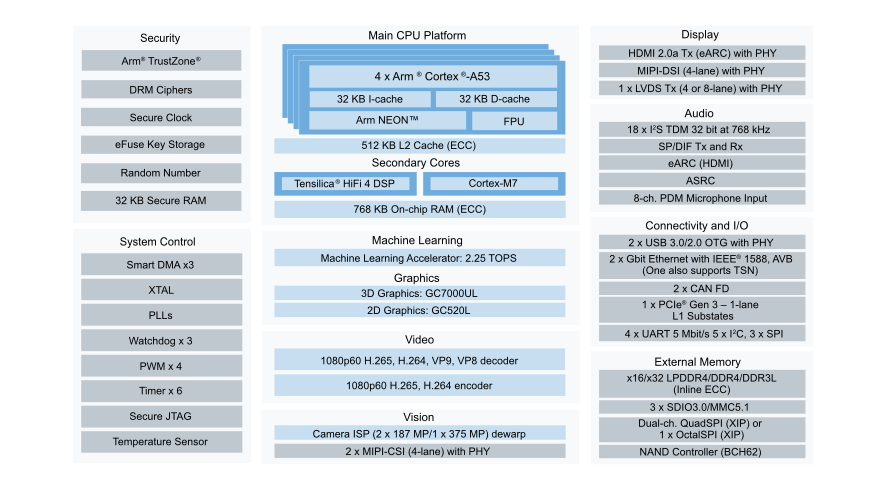 Security
Arm® TrustZone®
DRM Ciphers
Secure Clock
eFuse Key Storage
Random Number
32 KB Secure RAM
System Control
Smart DMA x3
XTAL
PLLs
Watchdog x 3
PWM x 4
Timer x 6
Secure JTAG
Temperature Sensor
Main CPU Platform
4 x Arm ® Cortex ®-A53
32 KB I-cache
32 KB D-cache
Arm NEON™
FPU
512 KB L2 Cache (ECC)
Secondary Cores
Tensilica® HiFi 4 DSP
Cortex-M7
768 KB On-chip RAM (ECC)
Machine Learning
Machine Learning Accelerator: 2.25 TOPS
Graphics
3D Graphics: GC7000UL
2D Graphics: GC520L
Video
1080p60 H.265, H.264, VP9, VP8 decoder
1080p60 H.265, H.264 encoder
Vision
Camera ISP (2 x 187 MP/1 x 375 MP) dewarp
2 x MIPI-CSI (4-lane) with PHY
Display
HDMI 2.0a Tx (eARC) with PHY
MIPI-DSI (4-lane) with PHY
1 x LVDS Tx (4 or 8-lane) with PHY
Audio
18 x I²S TDM 32 bit at 768 kHz
SP/DIF Tx and Rx
eARC (HDMI)
ASRC
8-ch. PDM Microphone Input
Connectivity and I/O
2 x USB 3.0/2.0 OTG with PHY
2 x Gbit Ethernet with IEEE® 1588, AVB
(One also supports TSN)
2 x CAN FD
1 x PCIe® Gen 3 – 1-lane
L1 Substates
4 x UART 5 Mbit/s 5 x I²C, 3 x SPI
External Memory
x16/x32 LPDDR4/DDR4/DDR3L
(Inline ECC)
3 x SDIO3.0/MMC5.1
Dual-ch. QuadSPI (XIP) or
1 x OctalSPI (XIP)
NAND Controller (BCH62)